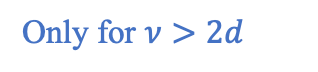 Only for ν > 2d